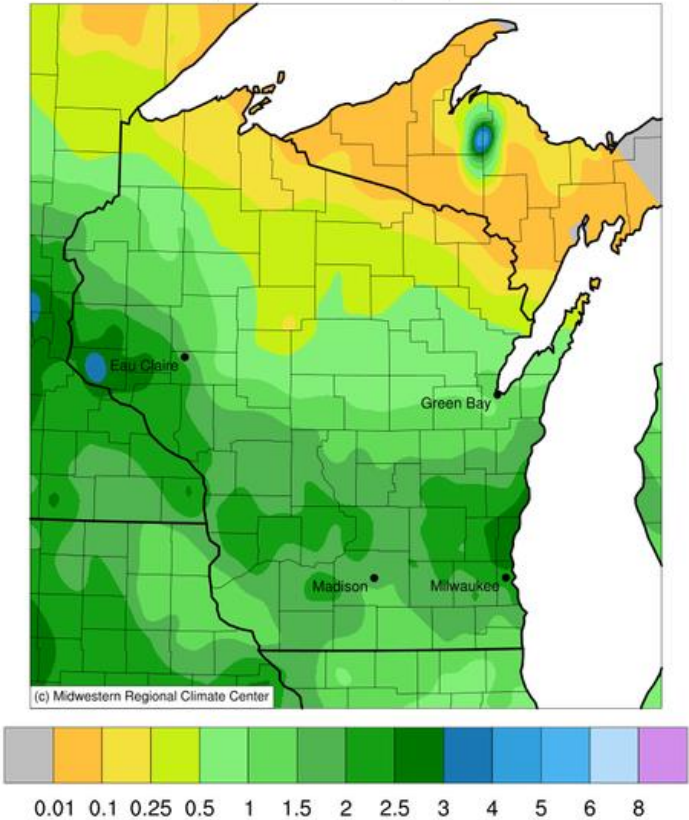 Eau Claire
Green Bay
Madison
Milwaukee
(c) Midwestern Regional Climate Center
0.01 0.1 0.25 0.5 1 1.5 2 2.5 3 4 5 6 8